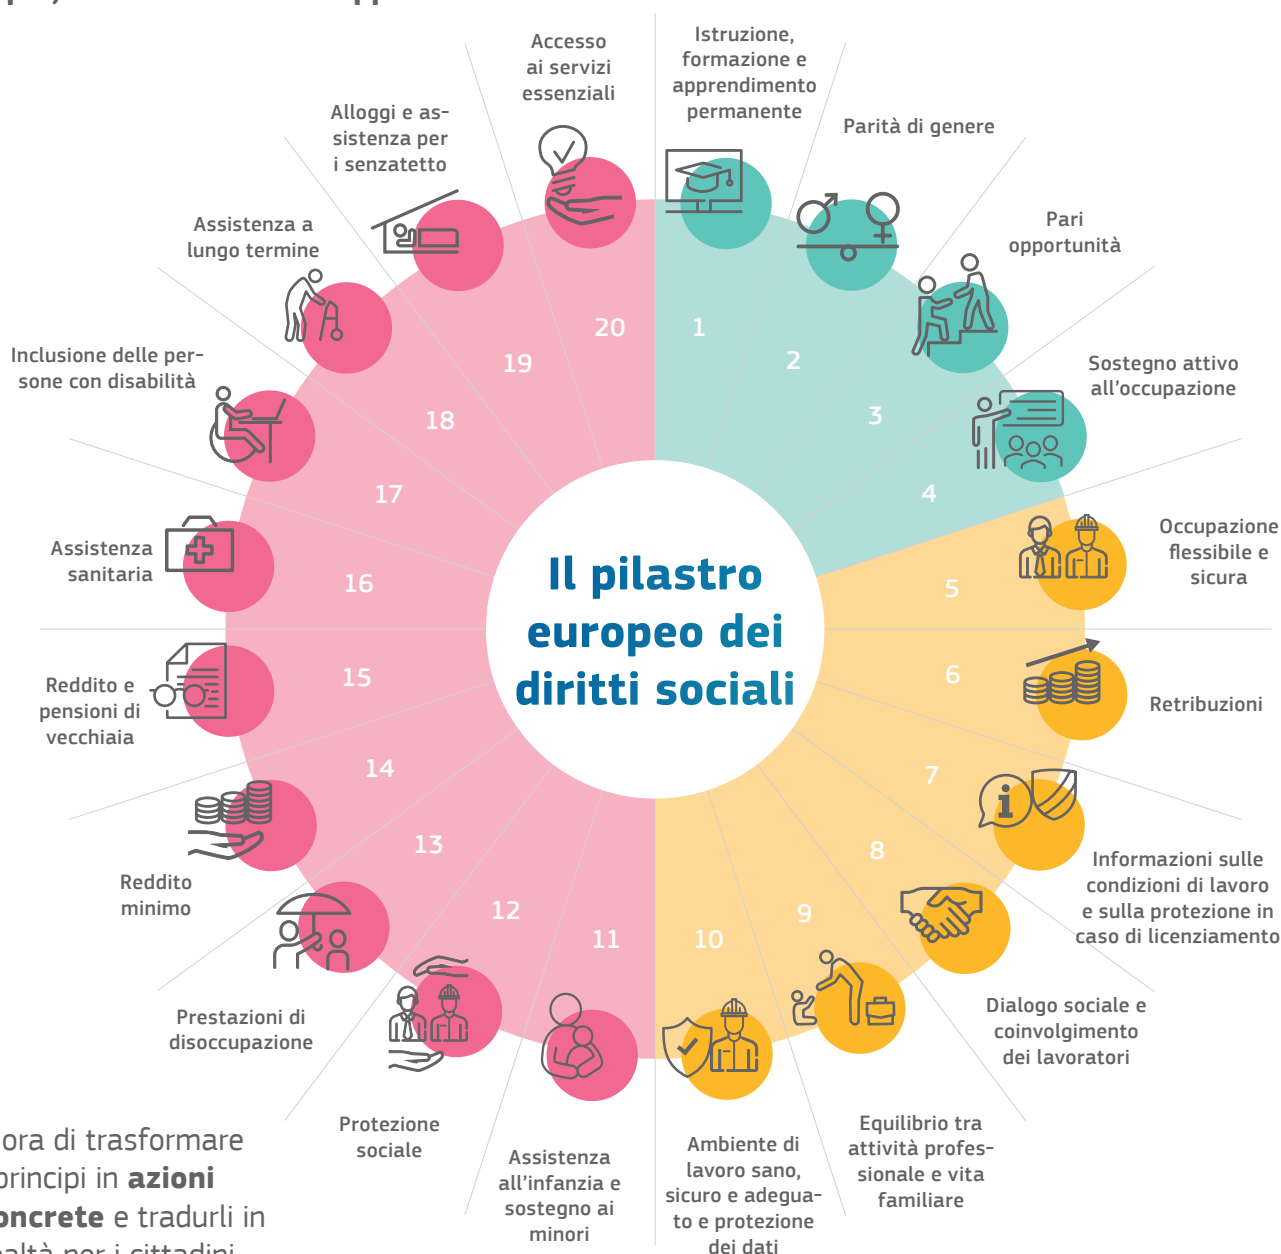 Istruzione,
formazione e
apprendimento
permanente
Parità di genere
Pari
opportunità
Sostegno attivo
all'occupazione
Occupazione
flessibile e
sicura
Retribuzioni
Informazioni sulle
condizioni di lavoro
e sulla protezione in
caso di licenziamento
Dialogo sociale e
coinvolgimento
dei lavoratori
Equilibrio tra
attività profes-
sionale e vita
familiare
Ambiente di
lavoro sano,
sicuro e adegua-
to e protezione
dei dati
Assistenza
all'infanzia e
sostegno ai
minori
Protezione
sociale
Prestazioni di
disoccupazione
Reddito
minimo
Reddito e
pensioni di
vecchiaia
Assistenza
sanitaria
Inclusione delle per-
sone con disabilità
Assistenza a
lungo termine
Alloggi e as-
sistenza per
i senzatetto
Accesso
ai servizi
essenziali
1
2
3
4
5
6
7
8
9
10
11
12
13
14
15
16
17
18
19
20
Il pilastro
europeo dei
diritti sociali
i
ora di trasformare
principi in azioni
oncrete e tradurli in
altà per i cittadini